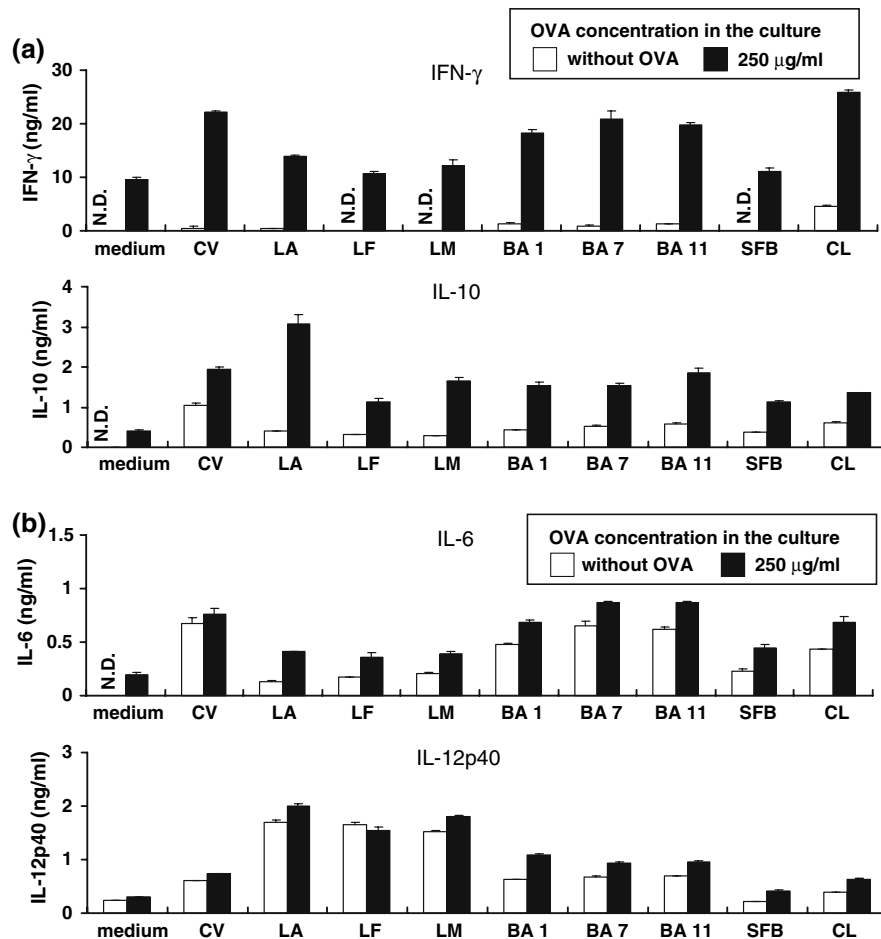 (a)
OVA concentration in the culture
without OVA 250 μg/ml
IFN-γ
IFN-γ (ng/ml)
30
20
10
0
N.D. N.D. N.D. N.D.
medium CV LA LF LM BA 1 BA 7 BA 11 SFB CL
IL-10
IL-10 (ng/ml)
4
3
2
1
0
N.D.
medium CV LA LF LM BA 1 BA 7 BA 11 SFB CL
(b)
OVA concentration in the culture
without OVA 250 μg/ml
IL-6
IL-6 (ng/ml)
1.5
1
0.5
0
N.D.
medium CV LA LF LM BA 1 BA 7 BA 11 SFB CL
IL-12p40
IL-12p40 (ng/ml)
3
2
1
0
medium CV LA LF LM BA 1 BA 7 BA 11 SFB CL